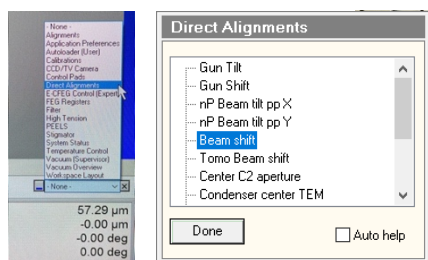 - None -
Alignments
Application Preferences
Autoloader (User)
Calibrations
CCD/TV Camera
Control Pads
Direct Alignments
E-CFEG Control (Expert)
FEG Registers
Filter
High Tension
PEELS
Stigmator
System Status
Temperature Control
Vacuum (Supervisor)
Vacuum Overview
Workspace Layout
- None -
57.29 µm
-0.00 µm
-0.00 deg
0.00 deg
Direct Alignments
Gun Tilt
Gun Shift
nP Beam tilt pp X
nP Beam tilt pp Y
Beam shift
Tomo Beam shift
Center C2 aperture
Condenser center TEM
Done
Auto help